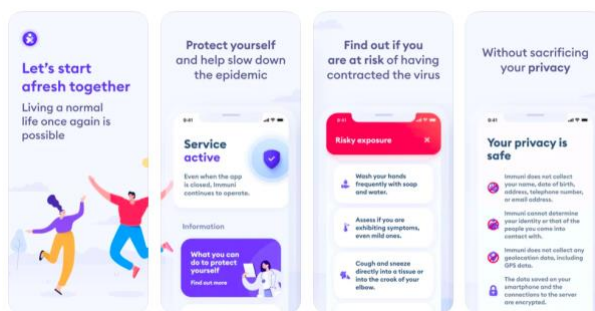 Let's start
afresh together
Living a normal
life once again is
possible
Protect yourself
and help slow down
the epidemic
9:41
Service
active
Even when the app
is closed, Immuni
continues to operate.
Information
What you can
do to protect
yourself
Find out more
Find out if you
are at risk of having
contracted the virus
9:41
Risky exposure
Wash your hands
frequently with soap
and water.
Assess if you are
exhibiting symptoms,
even mild ones.
Cough and sneeze
directly into a tissue or
into the crook of your
elbow.
Without sacrificing
your privacy
9:41
Your privacy is
safe
Immuni does not collect
your name, date of birth,
address, telephone number,
or email address.
Immuni cannot determine
your identity or that of the
people you come into
contact with.
Immuni does not collect any
geolocation data, including
GPS data.
The data saved on your
smartphone and the
connections to the server
are encrypted.